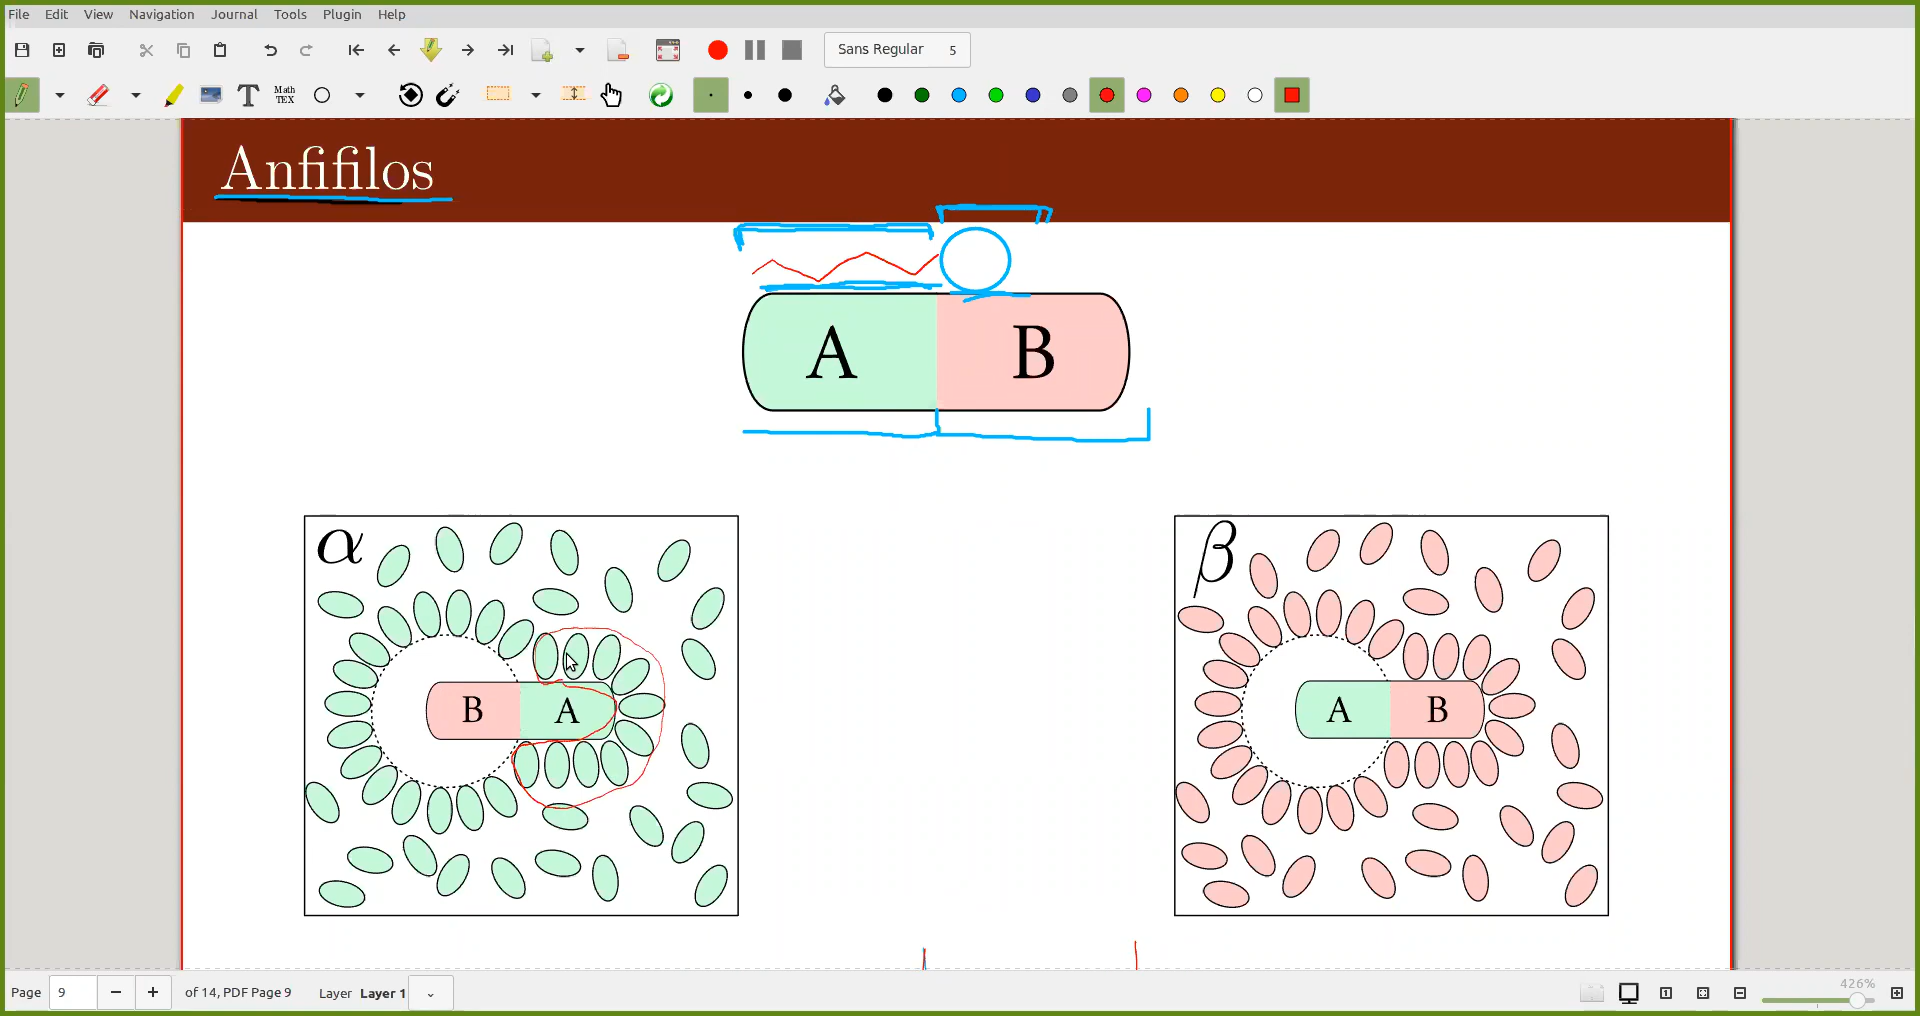 File Edit View Navigation Journal Tools Plugin Help
Sans Regular 5
T Math TEX
Anfifilos
A B
α β
B A A B
Page 9 of 14, PDF Page 9 Layer Layer 1 426%